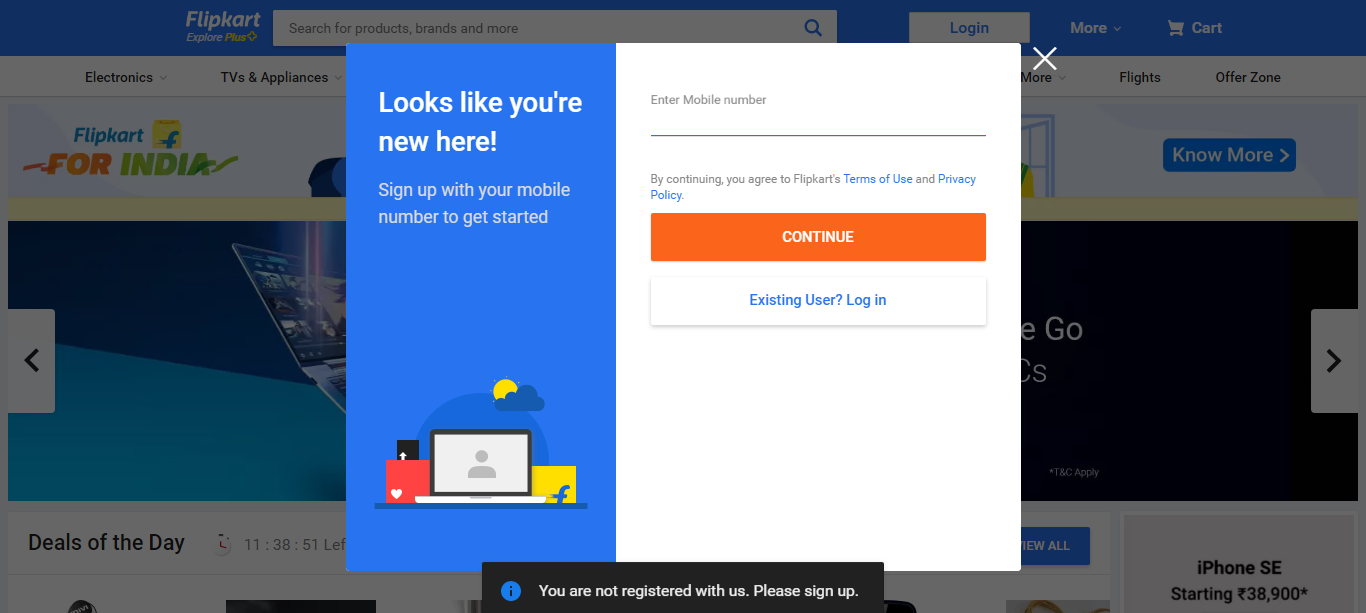 Flipkart
Explore Plus
Search for products, brands and more
Login
More
Cart
Electronics
TVs & Appliances
More
Flights
Offer Zone
Flipkart
FOR INDIA
Know More
Looks like you're
new here!
Sign up with your mobile
number to get started
Enter Mobile number
By continuing, you agree to Flipkart's Terms of Use and Privacy
Policy.
CONTINUE
Existing User? Log in
Go
*T&C Apply
Deals of the Day
11 : 38 : 51
VIEW ALL
iPhone SE
Starting ₹38,900*
You are not registered with us. Please sign up.